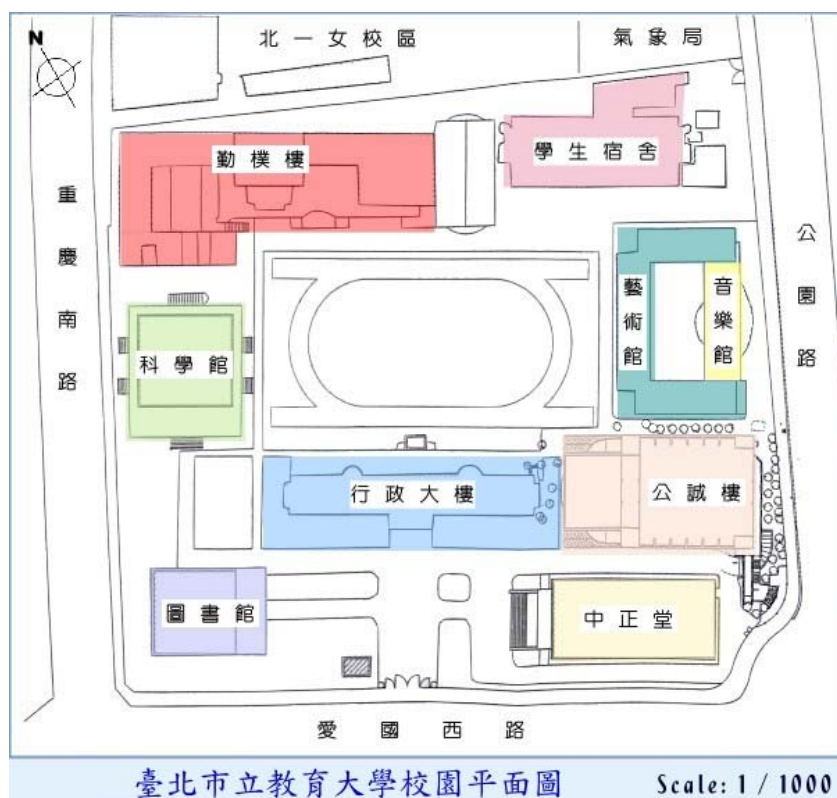 N
北一女校區
氣象局
勤樸樓
學生宿舍
重慶南路
公園路
藝術館
音樂館
科學館
行政大樓
公誠樓
圖書館
中正堂
愛國西路
臺北市立教育大學校園平面圖
Scale: 1 / 1000